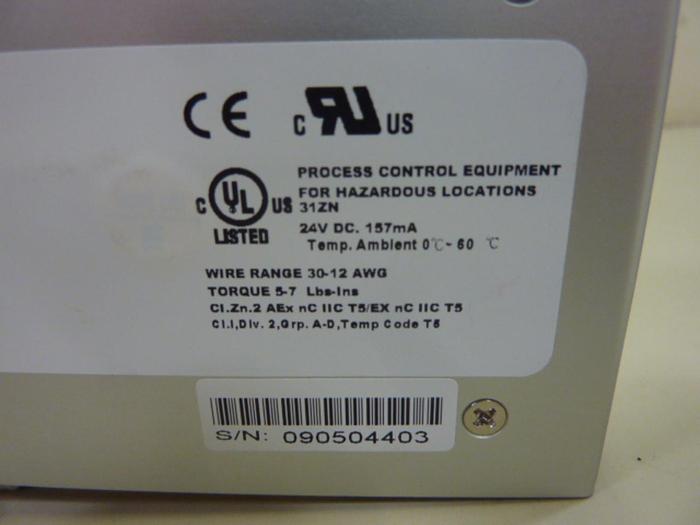 CE
c RU US
PROCESS CONTROL EQUIPMENT
FOR HAZARDOUS LOCATIONS
C UL US
LISTED
31ZN
24V DC. 157mA
Temp. Ambient 0℃~ 60 ℃
WIRE RANGE 30-12 AWG
TORQUE 5-7 Lbs-Ins
Cl.Zn.2 AEx nC IIC T5/EX nC IIC T5
Cl.I,Div. 2,Grp. A-D,Temp Code T5
S/N: 090504403